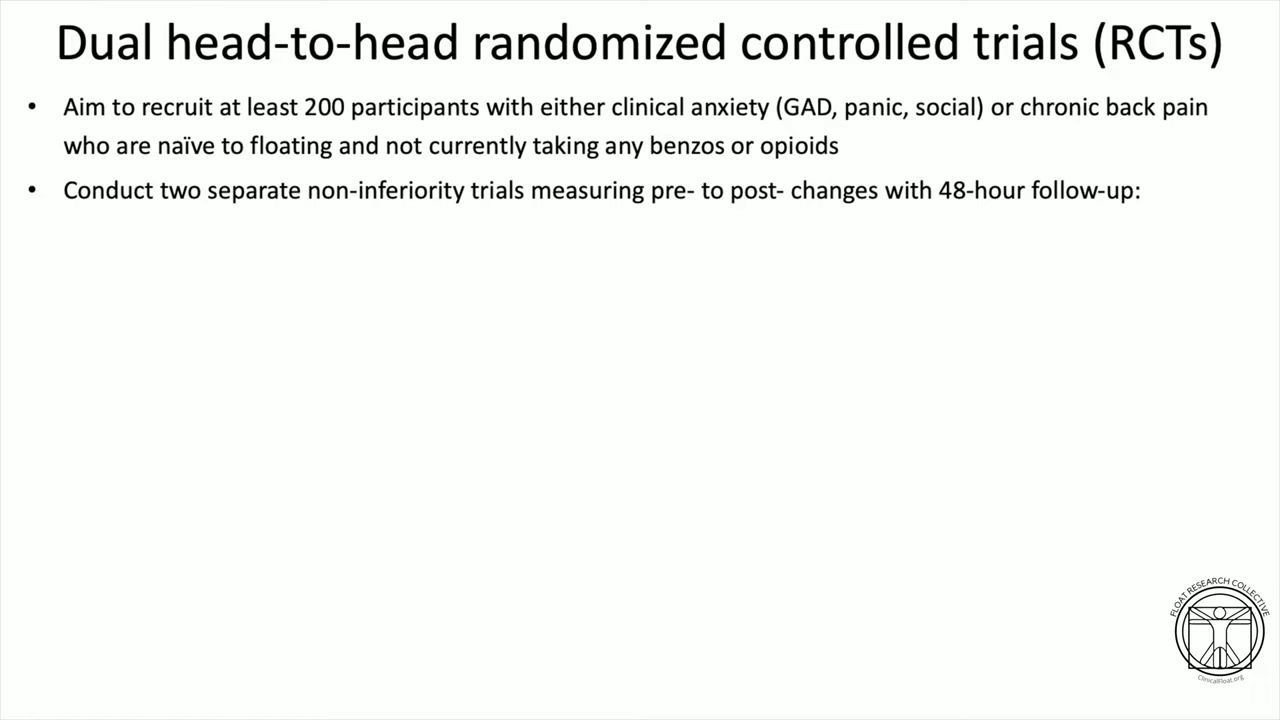 Dual head-to-head randomized controlled trials (RCTs)
• Aim to recruit at least 200 participants with either clinical anxiety (GAD, panic, social) or chronic back pain
who are naïve to floating and not currently taking any benzos or opioids
• Conduct two separate non-inferiority trials measuring pre- to post- changes with 48-hour follow-up:
FLOAT RESEARCH COLLECTIVE
ClinicalFloat.org